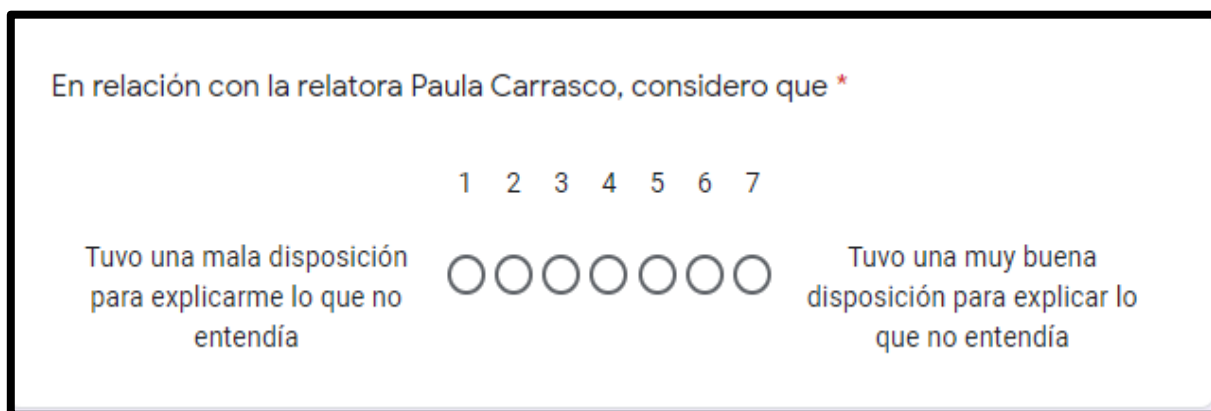 En relación con la relatora Paula Carrasco, considero que *
1 2 3 4 5 6 7
Tuvo una mala disposición
para explicarme lo que no
entendía
Tuvo una muy buena
disposición para explicar lo
que no entendía